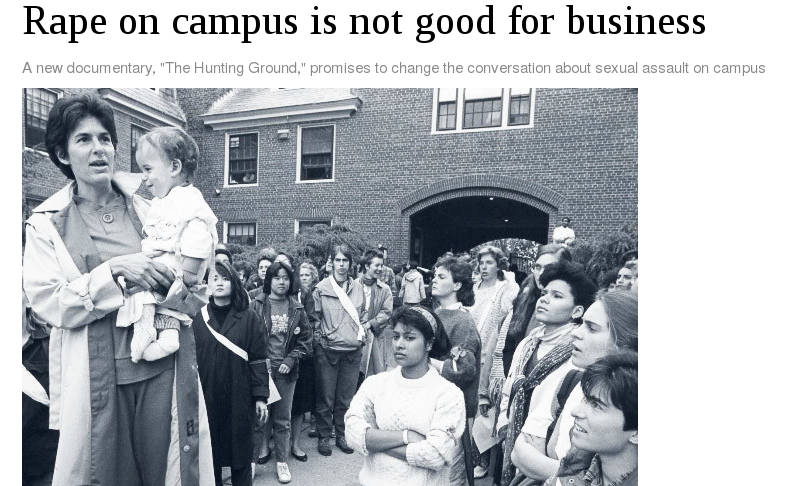 Rape on campus is not good for business
A new documentary, "The Hunting Ground," promises to change the conversation about sexual assault on campus